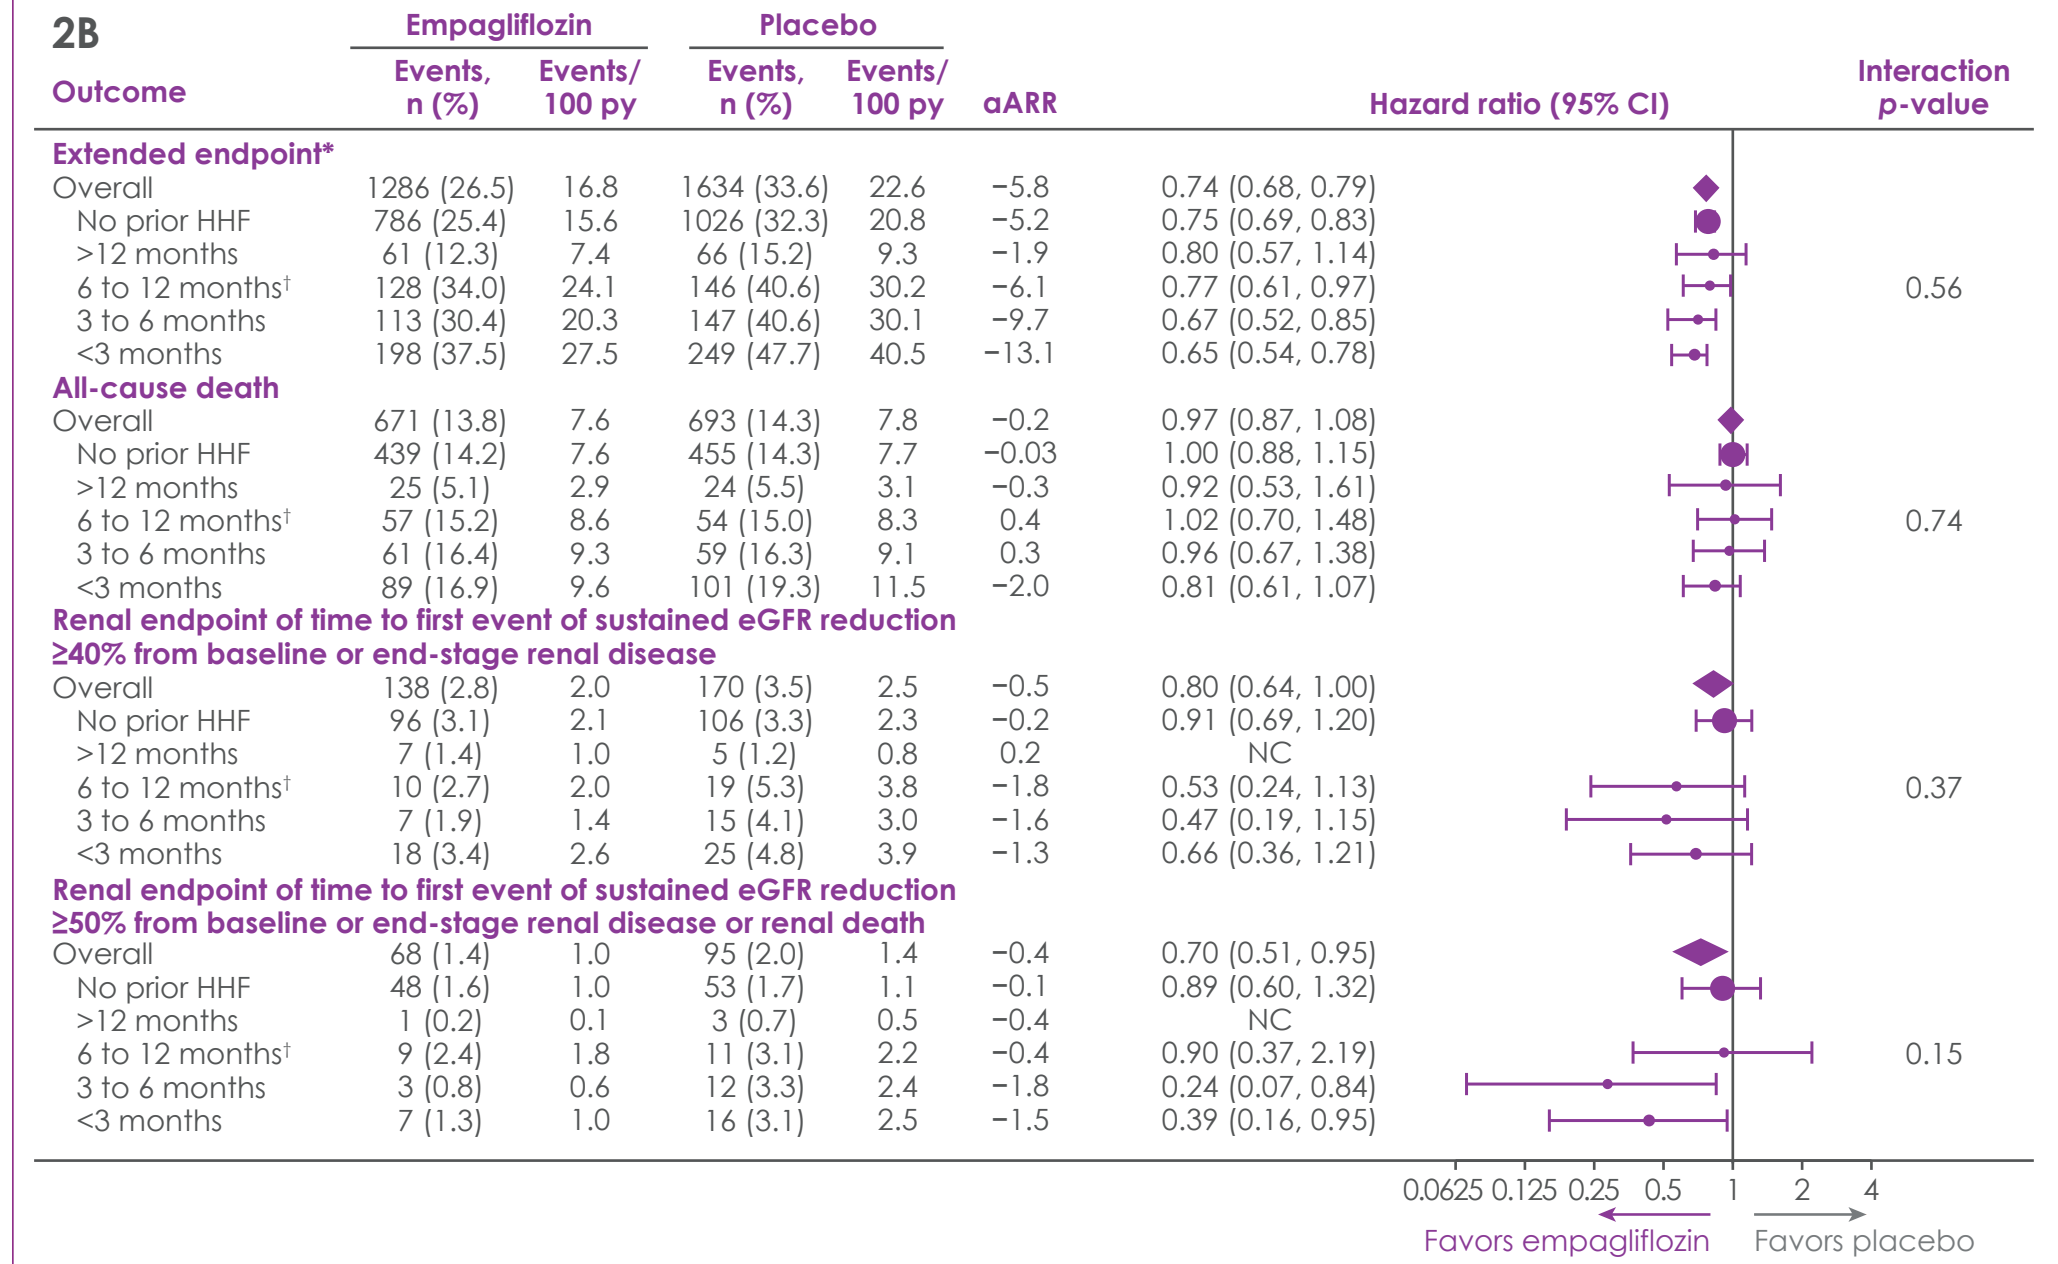 2B
Empagliflozin Placebo
Outcome Events, n (%) Events/ 100 py Events, n (%) Events/ 100 py aARR Hazard ratio (95% CI) Interaction p-value
Extended endpoint*
Overall 1286 (26.5) 16.8 1634 (33.6) 22.6 −5.8 0.74 (0.68, 0.79)
No prior HHF 786 (25.4) 15.6 1026 (32.3) 20.8 −5.2 0.75 (0.69, 0.83)
>12 months 61 (12.3) 7.4 66 (15.2) 9.3 −1.9 0.80 (0.57, 1.14)
6 to 12 months† 128 (34.0) 24.1 146 (40.6) 30.2 −6.1 0.77 (0.61, 0.97) 0.56
3 to 6 months 113 (30.4) 20.3 147 (40.6) 30.1 −9.7 0.67 (0.52, 0.85)
<3 months 198 (37.5) 27.5 249 (47.7) 40.5 −13.1 0.65 (0.54, 0.78)
All-cause death
Overall 671 (13.8) 7.6 693 (14.3) 7.8 −0.2 0.97 (0.87, 1.08)
No prior HHF 439 (14.2) 7.6 455 (14.3) 7.7 −0.03 1.00 (0.88, 1.15)
>12 months 25 (5.1) 2.9 24 (5.5) 3.1 −0.3 0.92 (0.53, 1.61)
6 to 12 months† 57 (15.2) 8.6 54 (15.0) 8.3 0.4 1.02 (0.70, 1.48) 0.74
3 to 6 months 61 (16.4) 9.3 59 (16.3) 9.1 0.3 0.96 (0.67, 1.38)
<3 months 89 (16.9) 9.6 101 (19.3) 11.5 −2.0 0.81 (0.61, 1.07)
Renal endpoint of time to first event of sustained eGFR reduction
≥40% from baseline or end-stage renal disease
Overall 138 (2.8) 2.0 170 (3.5) 2.5 −0.5 0.80 (0.64, 1.00)
No prior HHF 96 (3.1) 2.1 106 (3.3) 2.3 −0.2 0.91 (0.69, 1.20)
>12 months 7 (1.4) 1.0 5 (1.2) 0.8 0.2 NC
6 to 12 months† 10 (2.7) 2.0 19 (5.3) 3.8 −1.8 0.53 (0.24, 1.13) 0.37
3 to 6 months 7 (1.9) 1.4 15 (4.1) 3.0 −1.6 0.47 (0.19, 1.15)
<3 months 18 (3.4) 2.6 25 (4.8) 3.9 −1.3 0.66 (0.36, 1.21)
Renal endpoint of time to first event of sustained eGFR reduction
≥50% from baseline or end-stage renal disease or renal death
Overall 68 (1.4) 1.0 95 (2.0) 1.4 −0.4 0.70 (0.51, 0.95)
No prior HHF 48 (1.6) 1.0 53 (1.7) 1.1 −0.1 0.89 (0.60, 1.32)
>12 months 1 (0.2) 0.1 3 (0.7) 0.5 −0.4 NC
6 to 12 months† 9 (2.4) 1.8 11 (3.1) 2.2 −0.4 0.90 (0.37, 2.19) 0.15
3 to 6 months 3 (0.8) 0.6 12 (3.3) 2.4 −1.8 0.24 (0.07, 0.84)
<3 months 7 (1.3) 1.0 16 (3.1) 2.5 −1.5 0.39 (0.16, 0.95)
0.0625 0.125 0.25 0.5 1 2 4
Favors empagliflozin Favors placebo